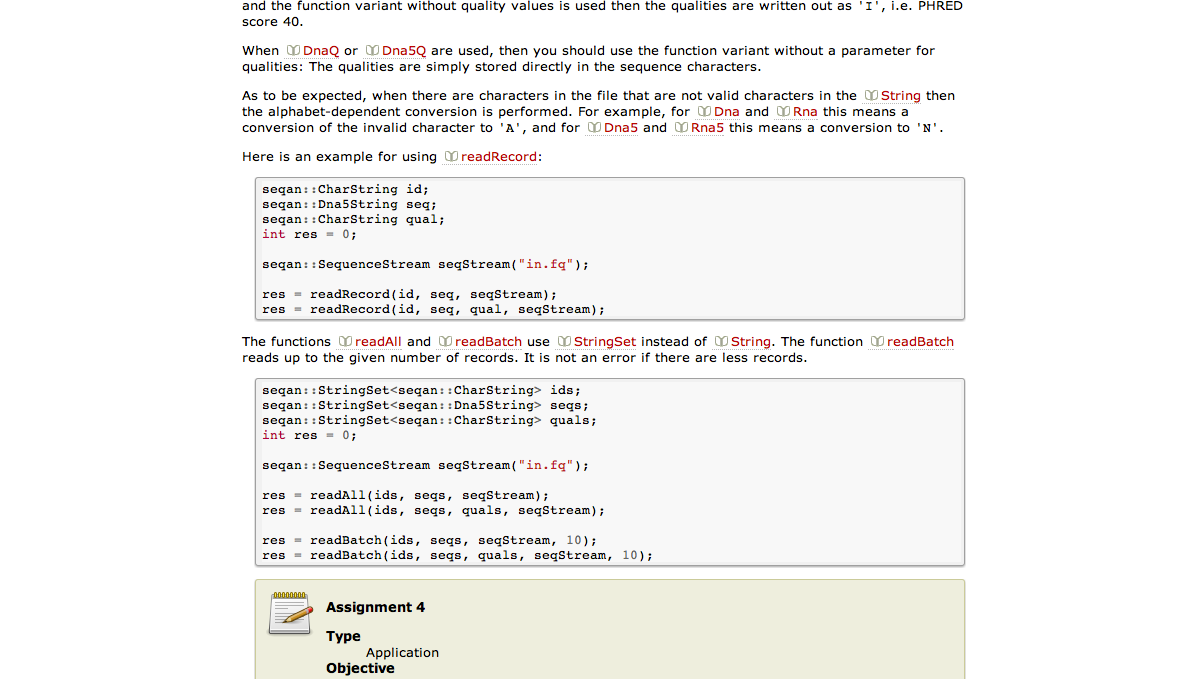 and the function variant without quality values is used then the qualities are written out as 'I', i.e. PHRED
score 40.
When DnaQ or Dna5Q are used, then you should use the function variant without a parameter for
qualities: The qualities are simply stored directly in the sequence characters.
As to be expected, when there are characters in the file that are not valid characters in the String then
the alphabet-dependent conversion is performed. For example, for Dna and Rna this means a
conversion of the invalid character to 'A', and for Dna5 and Rna5 this means a conversion to 'N'.
Here is an example for using readRecord:
seqan::CharString id;
seqan::Dna5String seq;
seqan::CharString qual;
int res = 0;
seqan::SequenceStream seqStream("in.fq");
res = readRecord(id, seq, seqStream);
res = readRecord(id, seq, qual, seqStream);
The functions readAll and readBatch use StringSet instead of String. The function readBatch
reads up to the given number of records. It is not an error if there are less records.
seqan::StringSet<seqan::CharString> ids;
seqan::StringSet<seqan::Dna5String> seqs;
seqan::StringSet<seqan::CharString> quals;
int res = 0;
seqan::SequenceStream seqStream("in.fq");
res = readAll(ids, seqs, seqStream);
res = readAll(ids, seqs, quals, seqStream);
res = readBatch(ids, seqs, seqStream, 10);
res = readBatch(ids, seqs, quals, seqStream, 10);
Assignment 4
Type
Application
Objective